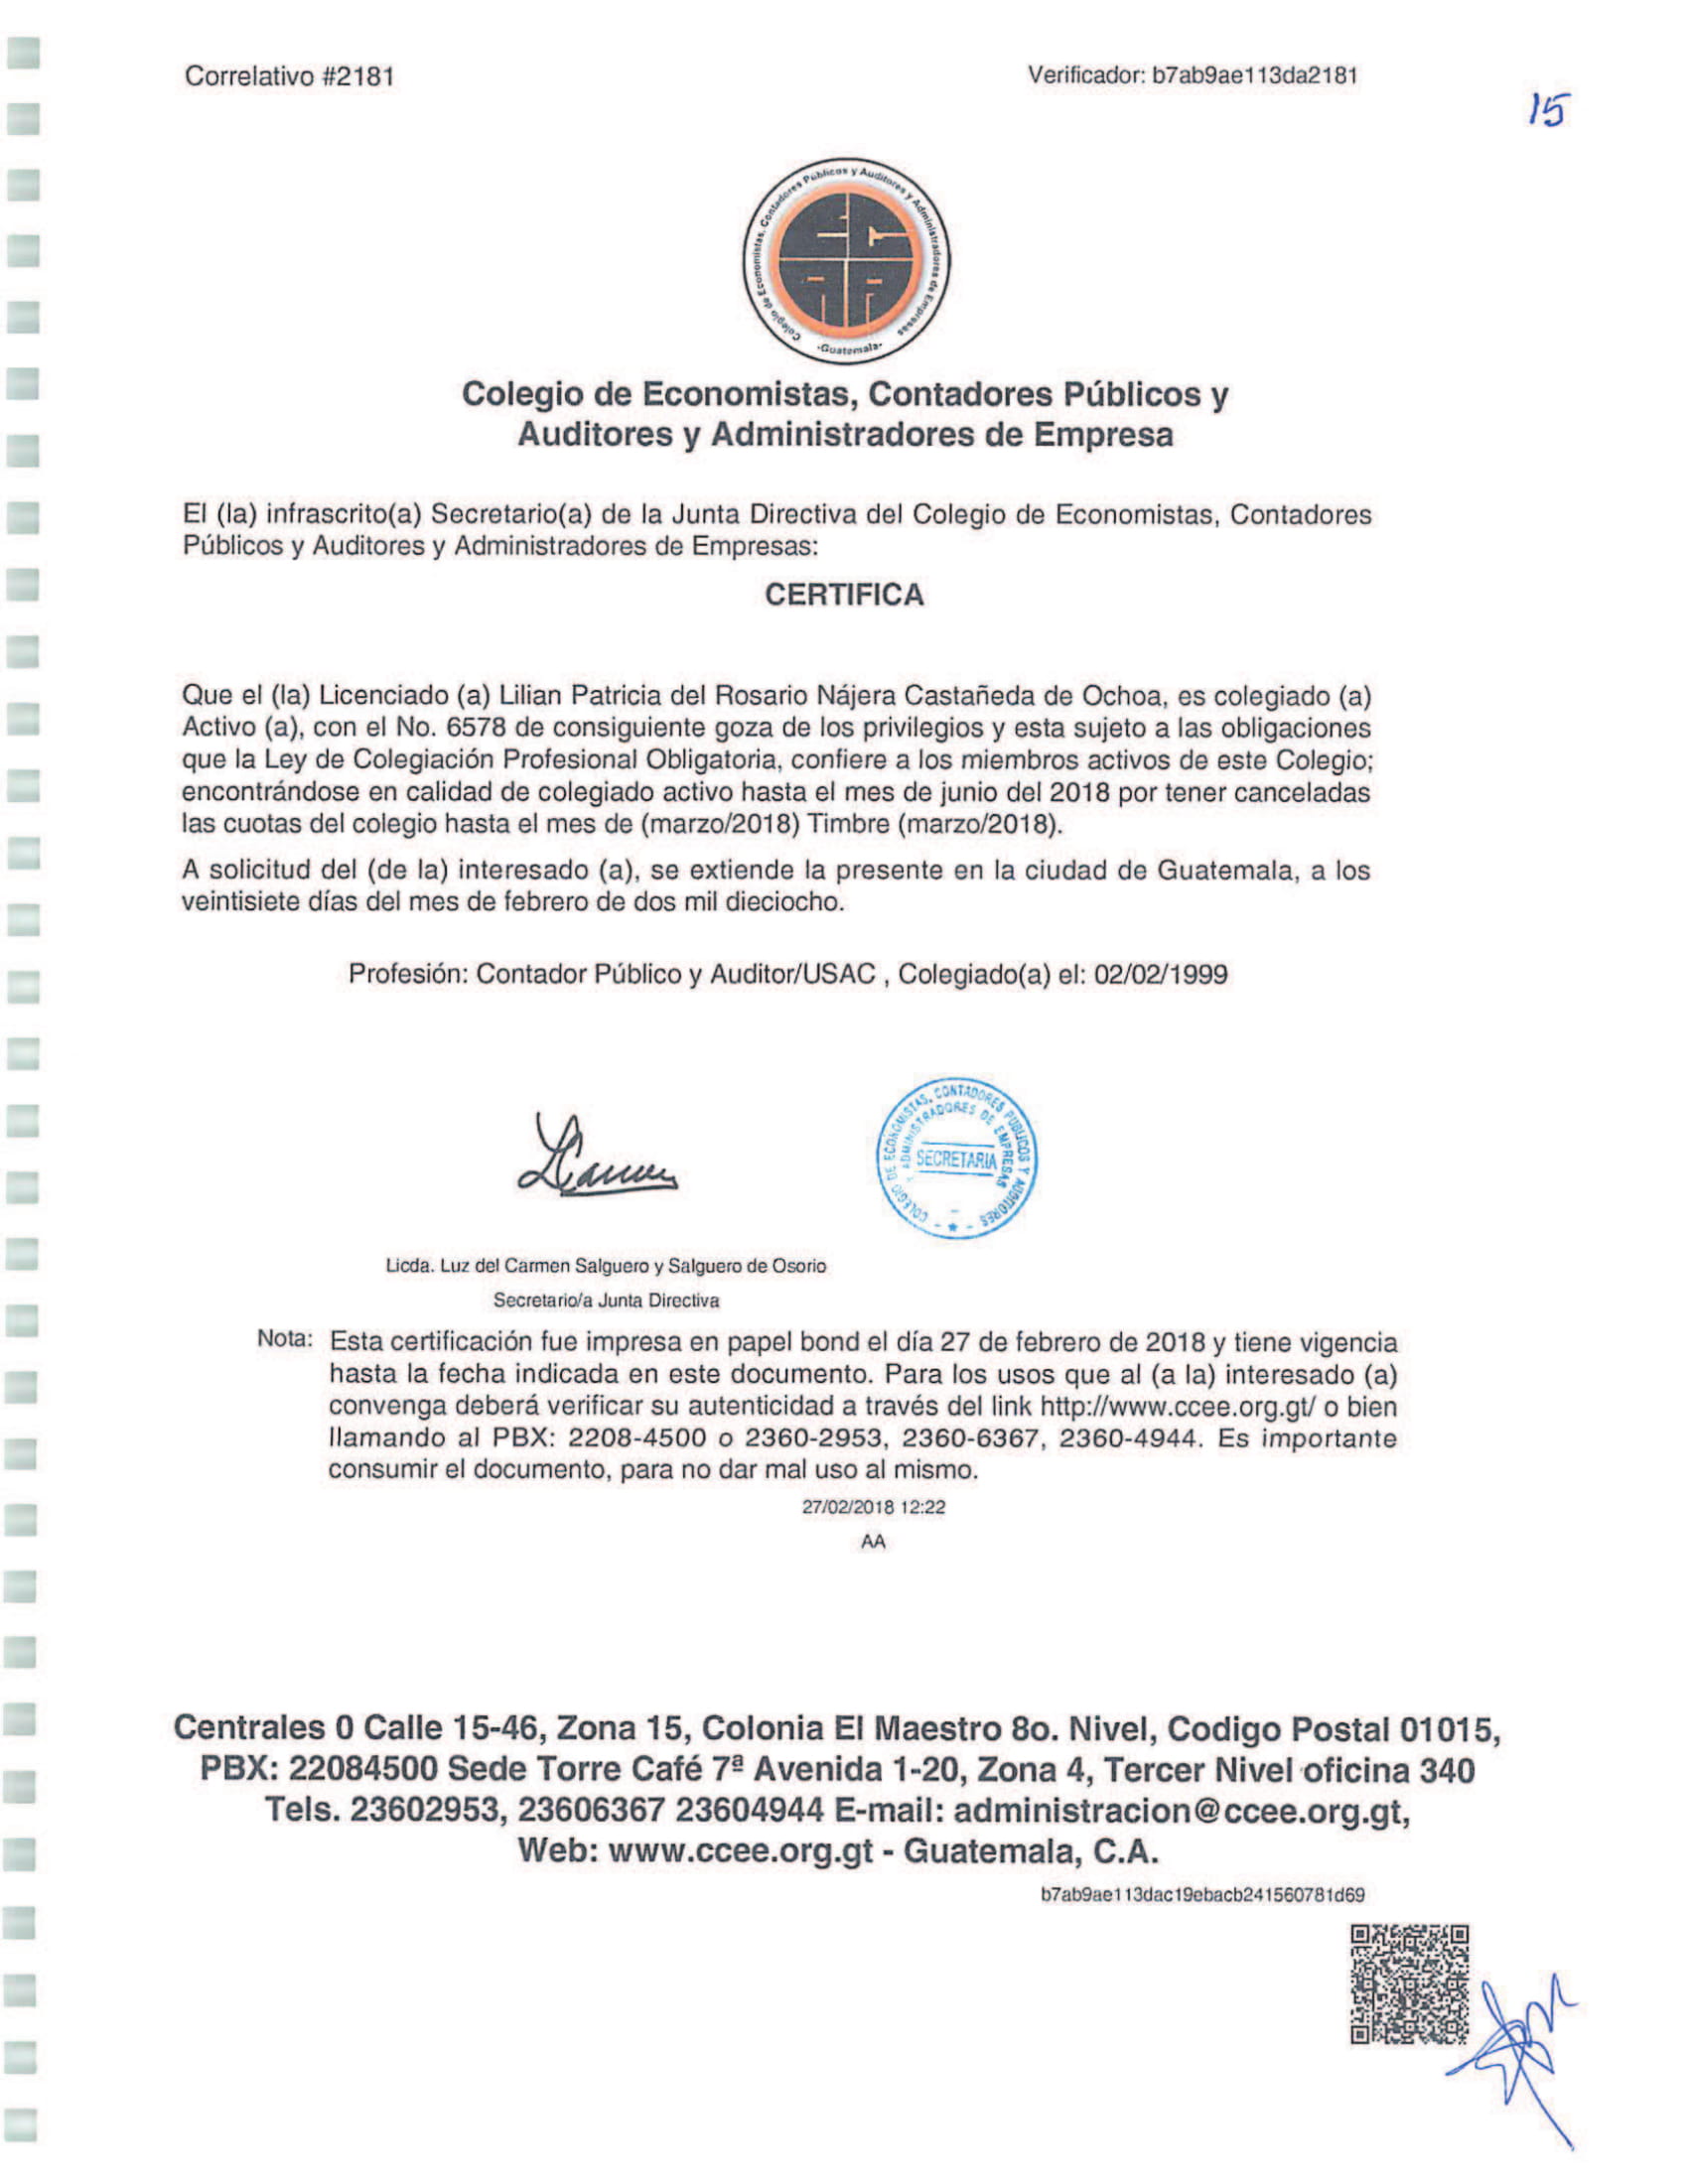 Correlativo #2181
Verificador: b7ab9ae113da2181
15
Colegio de Economistas, Contadores Públicos y Auditores y Administradores de Empresas
-Guatemala-
Colegio de Economistas, Contadores Públicos y
Auditores y Administradores de Empresa
El (la) infrascrito(a) Secretario(a) de la Junta Directiva del Colegio de Economistas, Contadores
Públicos y Auditores y Administradores de Empresas:
CERTIFICA
Que el (la) Licenciado (a) Lilian Patricia del Rosario Nájera Castañeda de Ochoa, es colegiado (a)
Activo (a), con el No. 6578 de consiguiente goza de los privilegios y esta sujeto a las obligaciones
que la Ley de Colegiación Profesional Obligatoria, confiere a los miembros activos de este Colegio;
encontrándose en calidad de colegiado activo hasta el mes de junio del 2018 por tener canceladas
las cuotas del colegio hasta el mes de (marzo/2018) Timbre (marzo/2018).
A solicitud del (de la) interesado (a), se extiende la presente en la ciudad de Guatemala, a los
veintisiete días del mes de febrero de dos mil dieciocho.
Profesión: Contador Público y Auditor/USAC , Colegiado(a) el: 02/02/1999
COLEGIO DE ECONOMISTAS, CONTADORES PUBLICOS Y AUDITORES
Y ADMINISTRADORES DE EMPRESAS
SECRETARIA
Licda. Luz del Carmen Salguero y Salguero de Osorio
Secretario/a Junta Directiva
Nota: Esta certificación fue impresa en papel bond el día 27 de febrero de 2018 y tiene vigencia
hasta la fecha indicada en este documento. Para los usos que al (a la) interesado (a)
convenga deberá verificar su autenticidad a través del link http://www.ccee.org.gt/ o bien
llamando al PBX: 2208-4500 o 2360-2953, 2360-6367, 2360-4944. Es importante
consumir el documento, para no dar mal uso al mismo.
27/02/2018 12:22
AA
Centrales 0 Calle 15-46, Zona 15, Colonia El Maestro 8o. Nivel, Codigo Postal 01015,
PBX: 22084500 Sede Torre Café 7ª Avenida 1-20, Zona 4, Tercer Nivel oficina 340
Tels. 23602953, 23606367 23604944 E-mail: administracion@ccee.org.gt,
Web: www.ccee.org.gt - Guatemala, C.A.
b7ab9ae113dac19ebacb241560781d69